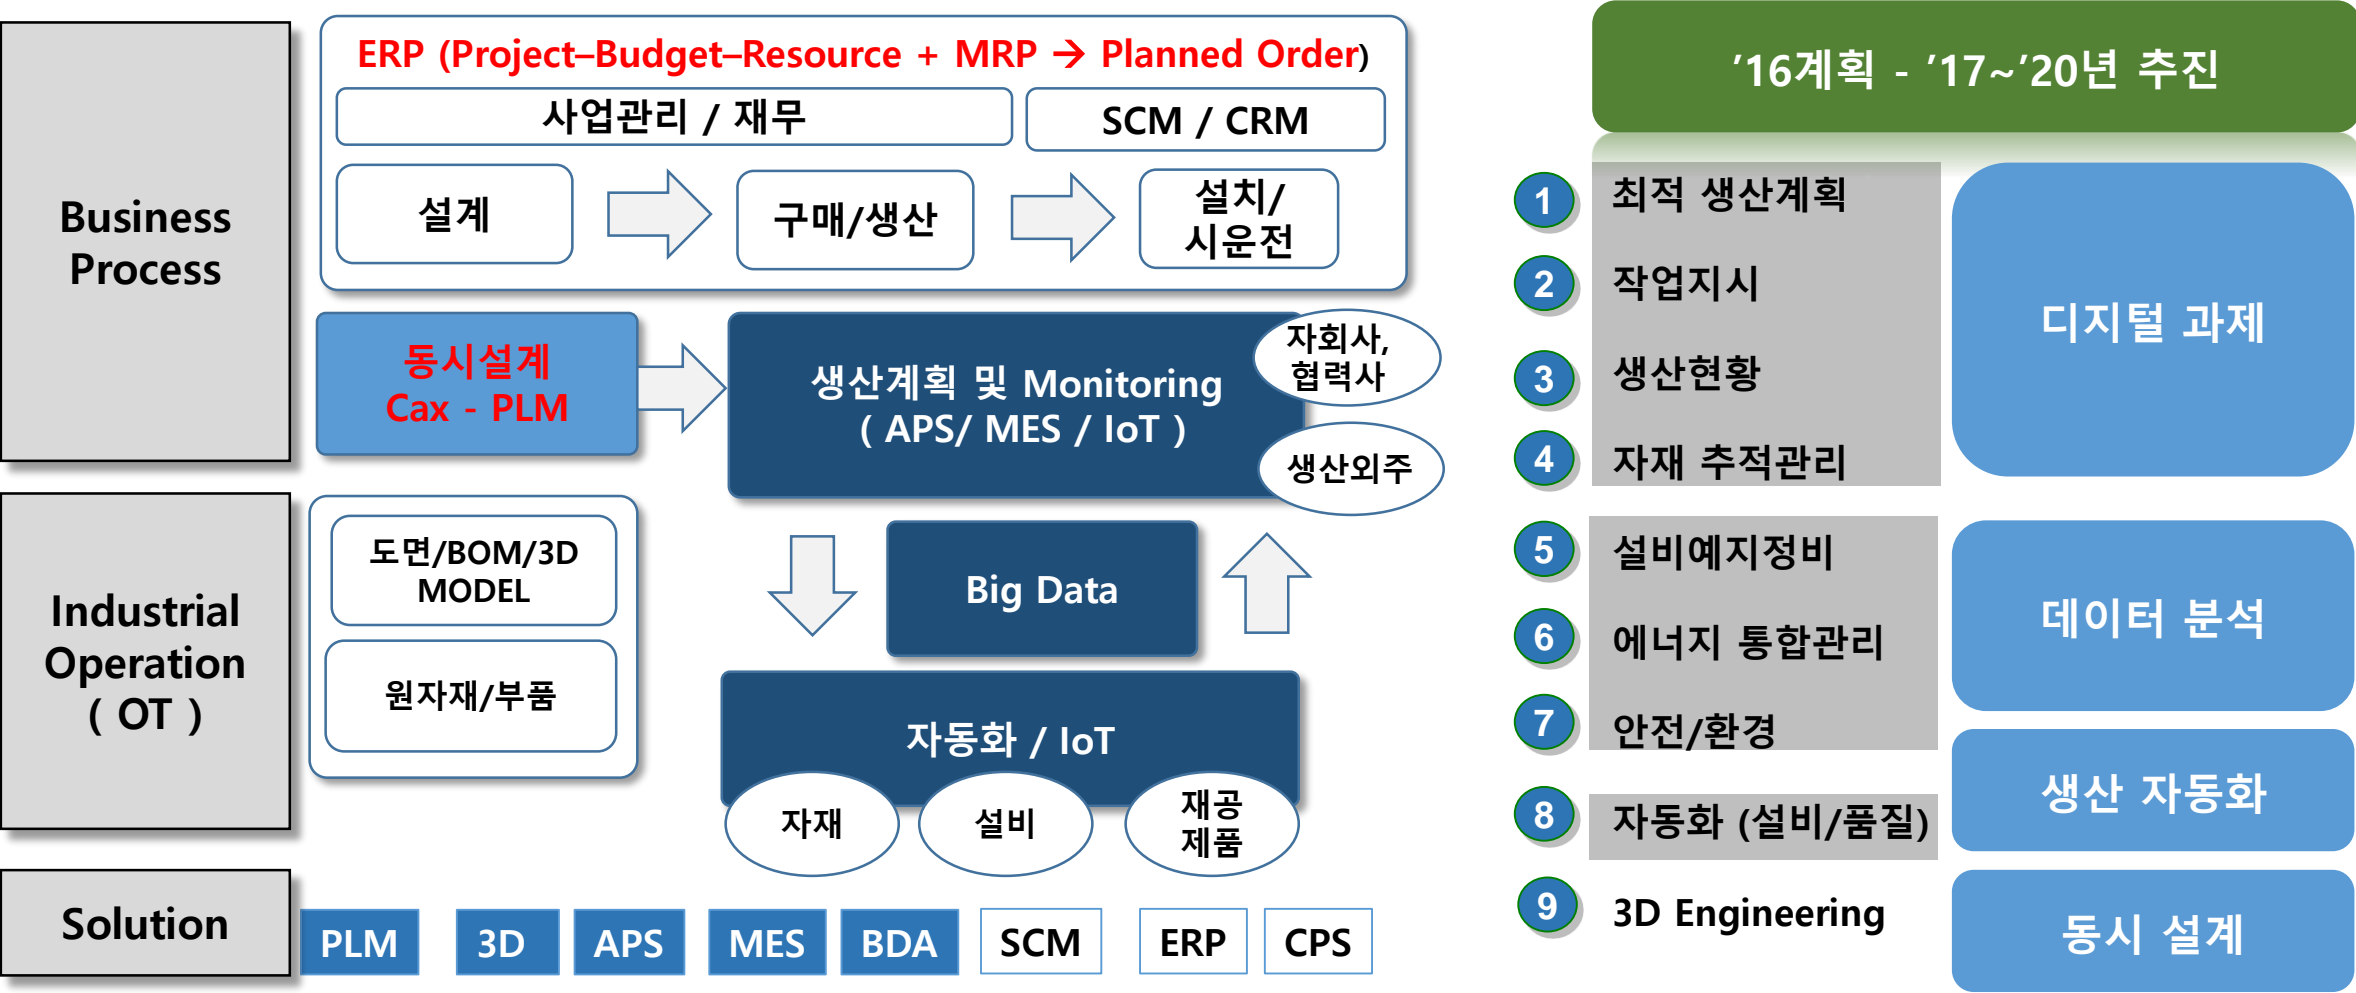 Business
Process
ERP (Project–Budget–Resource + MRP → Planned Order)
사업관리 / 재무
SCM / CRM
설계
구매/생산
설치/
시운전
동시설계
Cax - PLM
생산계획 및 Monitoring
( APS/ MES / IoT )
자회사,
협력사
생산외주
Industrial
Operation
( OT )
도면/BOM/3D
MODEL
원자재/부품
Big Data
자동화 / IoT
자재
설비
재공
제품
Solution
PLM
3D
APS
MES
BDA
SCM
ERP
CPS
’16계획 - ’17~’20년 추진
1 최적 생산계획
2 작업지시
3 생산현황
4 자재 추적관리
디지털 과제
5 설비예지정비
6 에너지 통합관리
7 안전/환경
데이터 분석
8 자동화 (설비/품질)
생산 자동화
9 3D Engineering
동시 설계